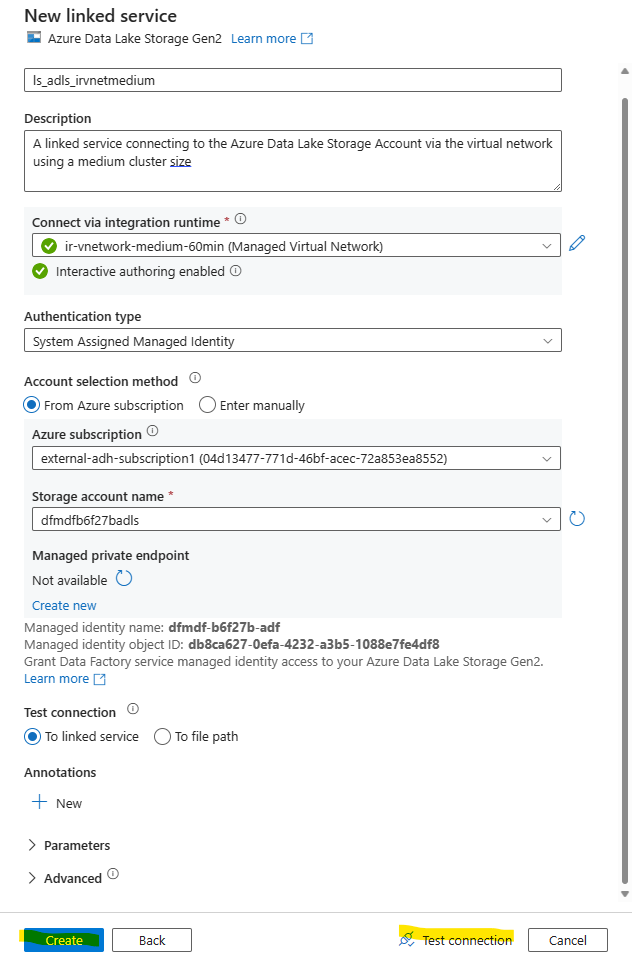 New linked service
Azure Data Lake Storage Gen2 Learn more
ls_adls_irvnetmedium
Description
A linked service connecting to the Azure Data Lake Storage Account via the virtual network
using a medium cluster size
Connect via integration runtime *
ir-vnetwork-medium-60min (Managed Virtual Network)
Interactive authoring enabled
Authentication type
System Assigned Managed Identity
Account selection method
From Azure subscription Enter manually
Azure subscription
external-adh-subscription1 (04d13477-771d-46bf-acec-72a853ea8552)
Storage account name *
dfmdfb6f27badls
Managed private endpoint
Not available
Create new
Managed identity name: dfmdf-b6f27b-adf
Managed identity object ID: db8ca627-0efa-4232-a3b5-1088e7fe4df8
Grant Data Factory service managed identity access to your Azure Data Lake Storage Gen2.
Learn more
Test connection
To linked service To file path
Annotations
New
Parameters
Advanced
Create Back Test connection Cancel